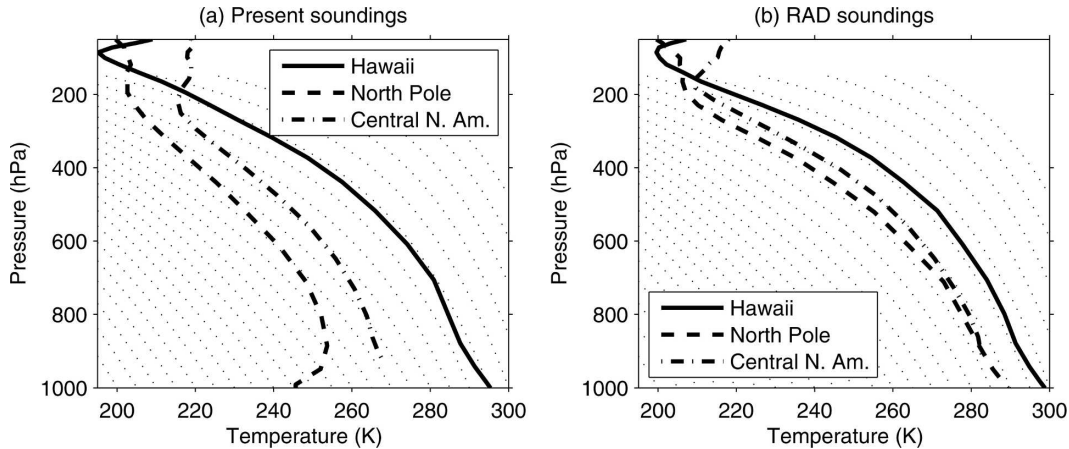 (a) Present soundings
Pressure (hPa)
200
400
600
800
1000
Hawaii
North Pole
Central N. Am.
200
220
240
260
280
300
Temperature (K)
(b) RAD soundings
Pressure (hPa)
200
400
600
800
1000
Hawaii
North Pole
Central N. Am.
200
220
240
260
280
300
Temperature (K)